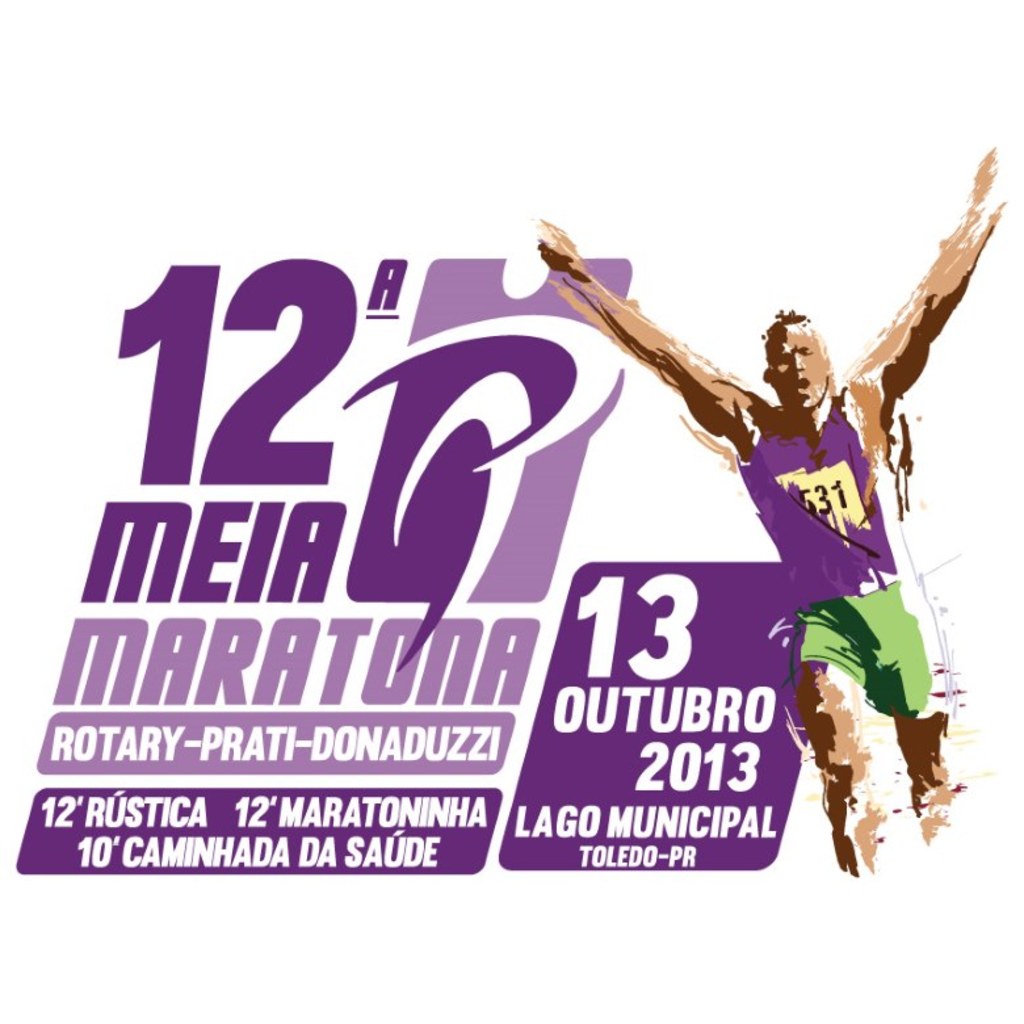 12ª
MEIA
MARATONA
ROTARY-PRATI-DONADUZZI
12ª RÚSTICA 12ª MARATONINHA
10ª CAMINHADA DA SAÚDE
13
OUTUBRO
2013
LAGO MUNICIPAL
TOLEDO-PR
531